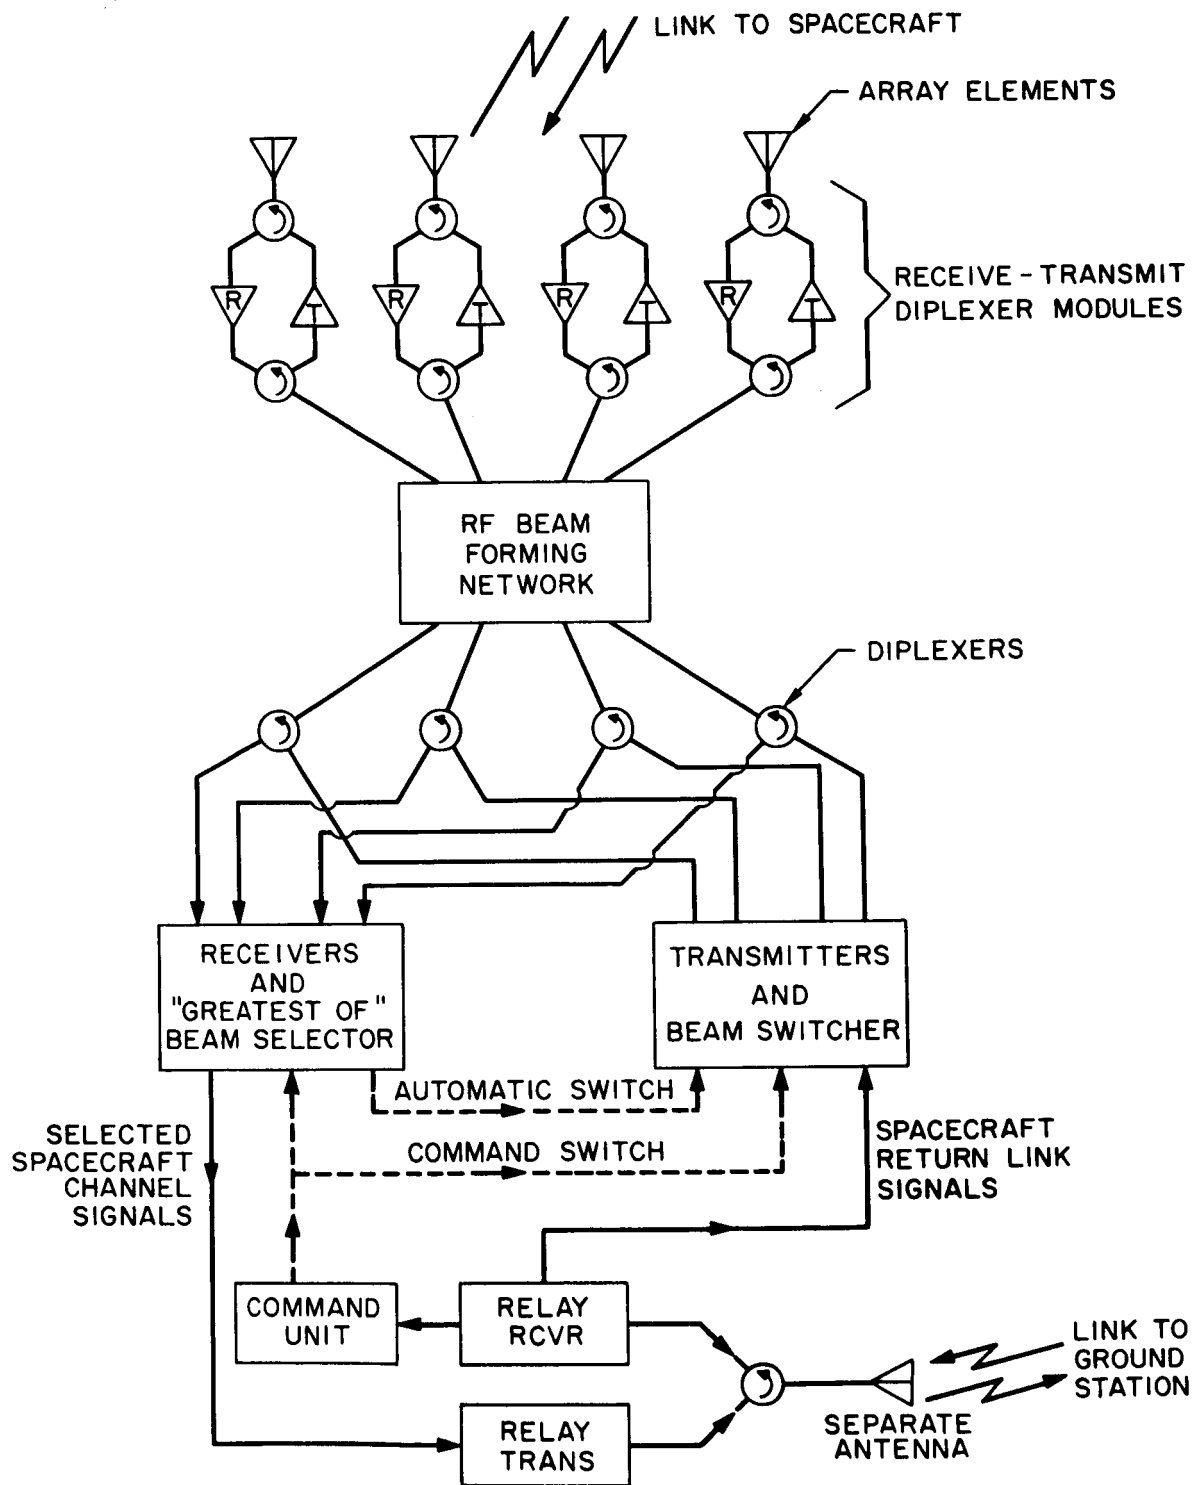 LINK TO SPACECRAFT
ARRAY ELEMENTS
R
T
R
T
R
T
R
T
RECEIVE-TRANSMIT
DIPLEXER MODULES
RF BEAM
FORMING
NETWORK
DIPLEXERS
RECEIVERS
AND
"GREATEST OF"
BEAM SELECTOR
TRANSMITTERS
AND
BEAM SWITCHER
AUTOMATIC SWITCH
COMMAND SWITCH
SELECTED
SPACECRAFT
CHANNEL
SIGNALS
SPACECRAFT
RETURN LINK
SIGNALS
COMMAND
UNIT
RELAY
RCVR
LINK TO
GROUND
STATION
SEPARATE
ANTENNA
RELAY
TRANS